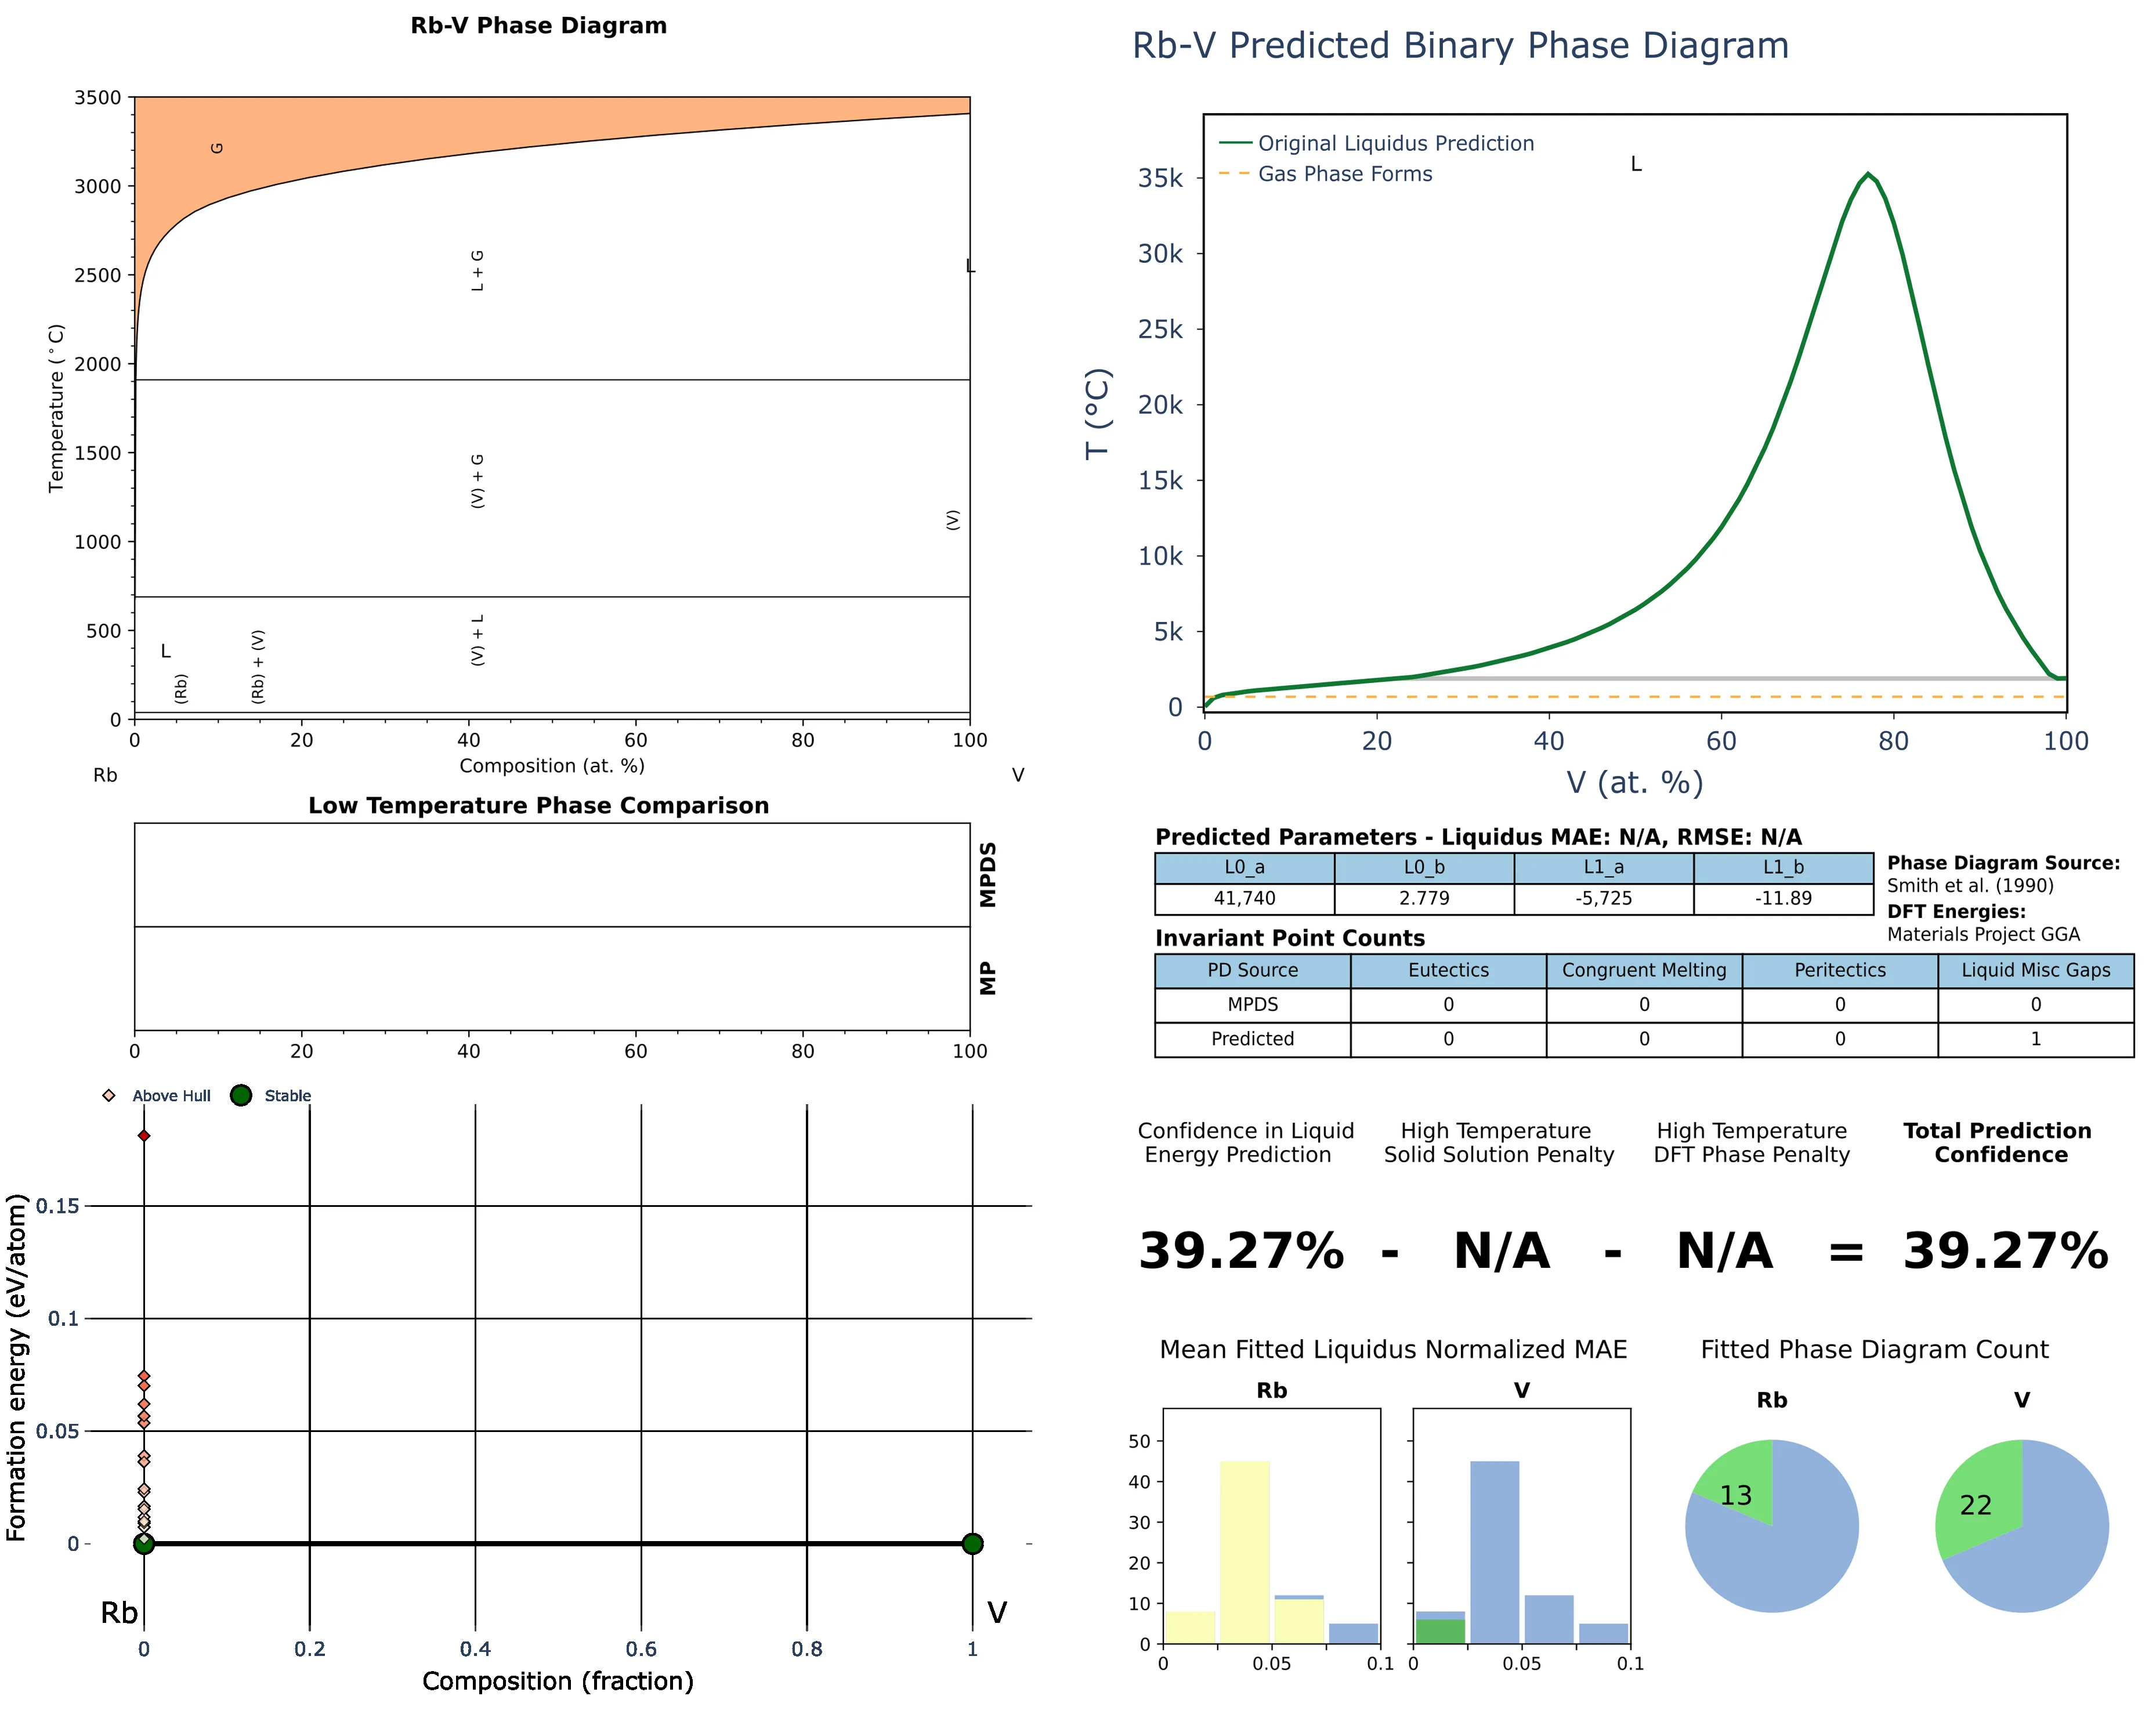 Rb-V Phase Diagram
3500
3000
2500
2000
1500
1000
500
0
Temperature (°C)
G
L + G
L
(V) + G
(V)
(V) + L
L
(Rb)
(Rb) + (V)
0 20 40 60 80 100
Composition (at. %)
Rb V
Low Temperature Phase Comparison
MPDS
MP
0 20 40 60 80 100
Above Hull Stable
0.15
0.1
0.05
0
Formation energy (eV/atom)
Rb V
0 0.2 0.4 0.6 0.8 1
Composition (fraction)
Rb-V Predicted Binary Phase Diagram
Original Liquidus Prediction
Gas Phase Forms
L
35k
30k
25k
20k
15k
10k
5k
0
T (°C)
0 20 40 60 80 100
V (at. %)
Predicted Parameters - Liquidus MAE: N/A, RMSE: N/A
L0_a L0_b L1_a L1_b
41,740 2.779 -5,725 -11.89
Phase Diagram Source:
Smith et al. (1990)
DFT Energies:
Materials Project GGA
Invariant Point Counts
PD Source Eutectics Congruent Melting Peritectics Liquid Misc Gaps
MPDS 0 0 0 0
Predicted 0 0 0 1
Confidence in Liquid
Energy Prediction
High Temperature
Solid Solution Penalty
High Temperature
DFT Phase Penalty
Total Prediction
Confidence
39.27% - N/A - N/A = 39.27%
Mean Fitted Liquidus Normalized MAE
Rb V
50
40
30
20
10
0
0 0.05 0.1 0 0.05 0.1
Fitted Phase Diagram Count
Rb V
13 22